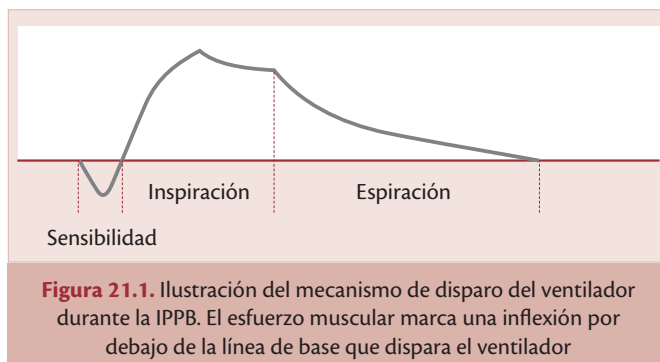 Inspiración
Espiración
Sensibilidad
Figura 21.1. Ilustración del mecanismo de disparo del ventilador
durante la IPPB. El esfuerzo muscular marca una inflexión por
debajo de la línea de base que dispara el ventilador